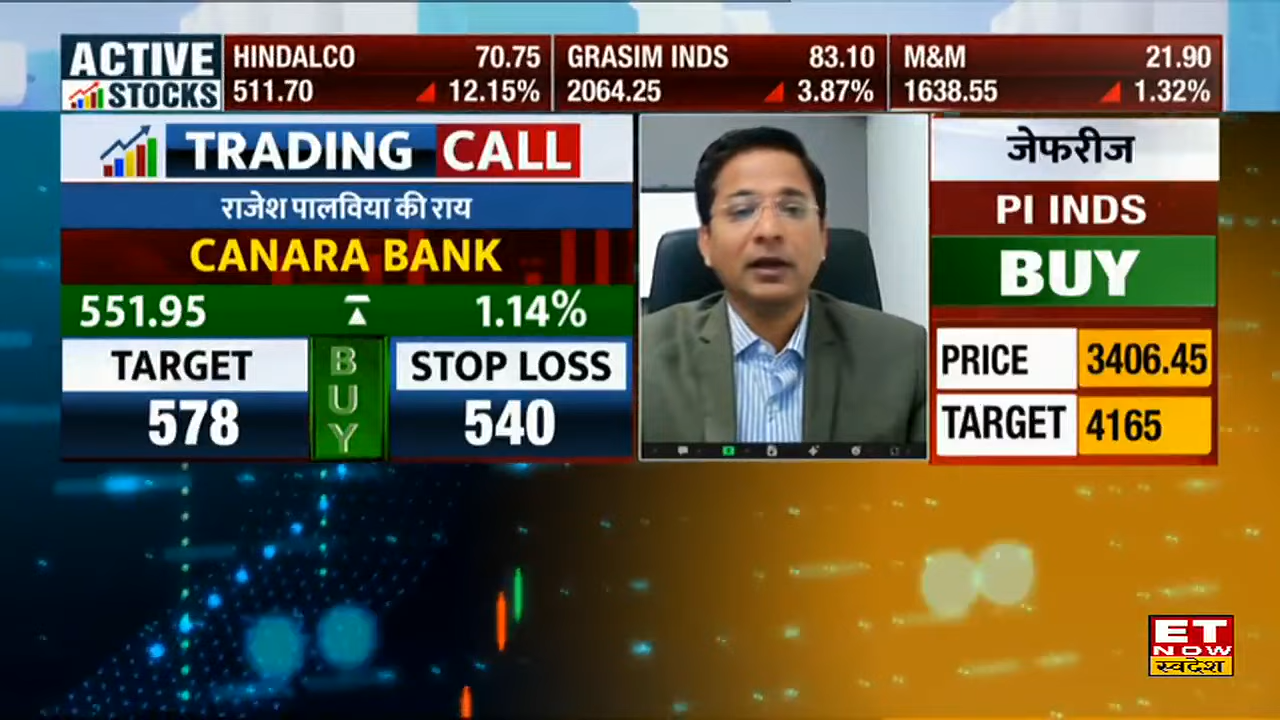 ACTIVE
STOCKS
HINDALCO 70.75
511.70 12.15%
GRASIM INDS 83.10
2064.25 3.87%
M&M 21.90
1638.55 1.32%
TRADING CALL
राजेश पालविया की राय
CANARA BANK
551.95 1.14%
TARGET
578
BUY
STOP LOSS
540
जेफरीज
PI INDS
BUY
PRICE 3406.45
TARGET 4165
ET
NOW
स्वदेश